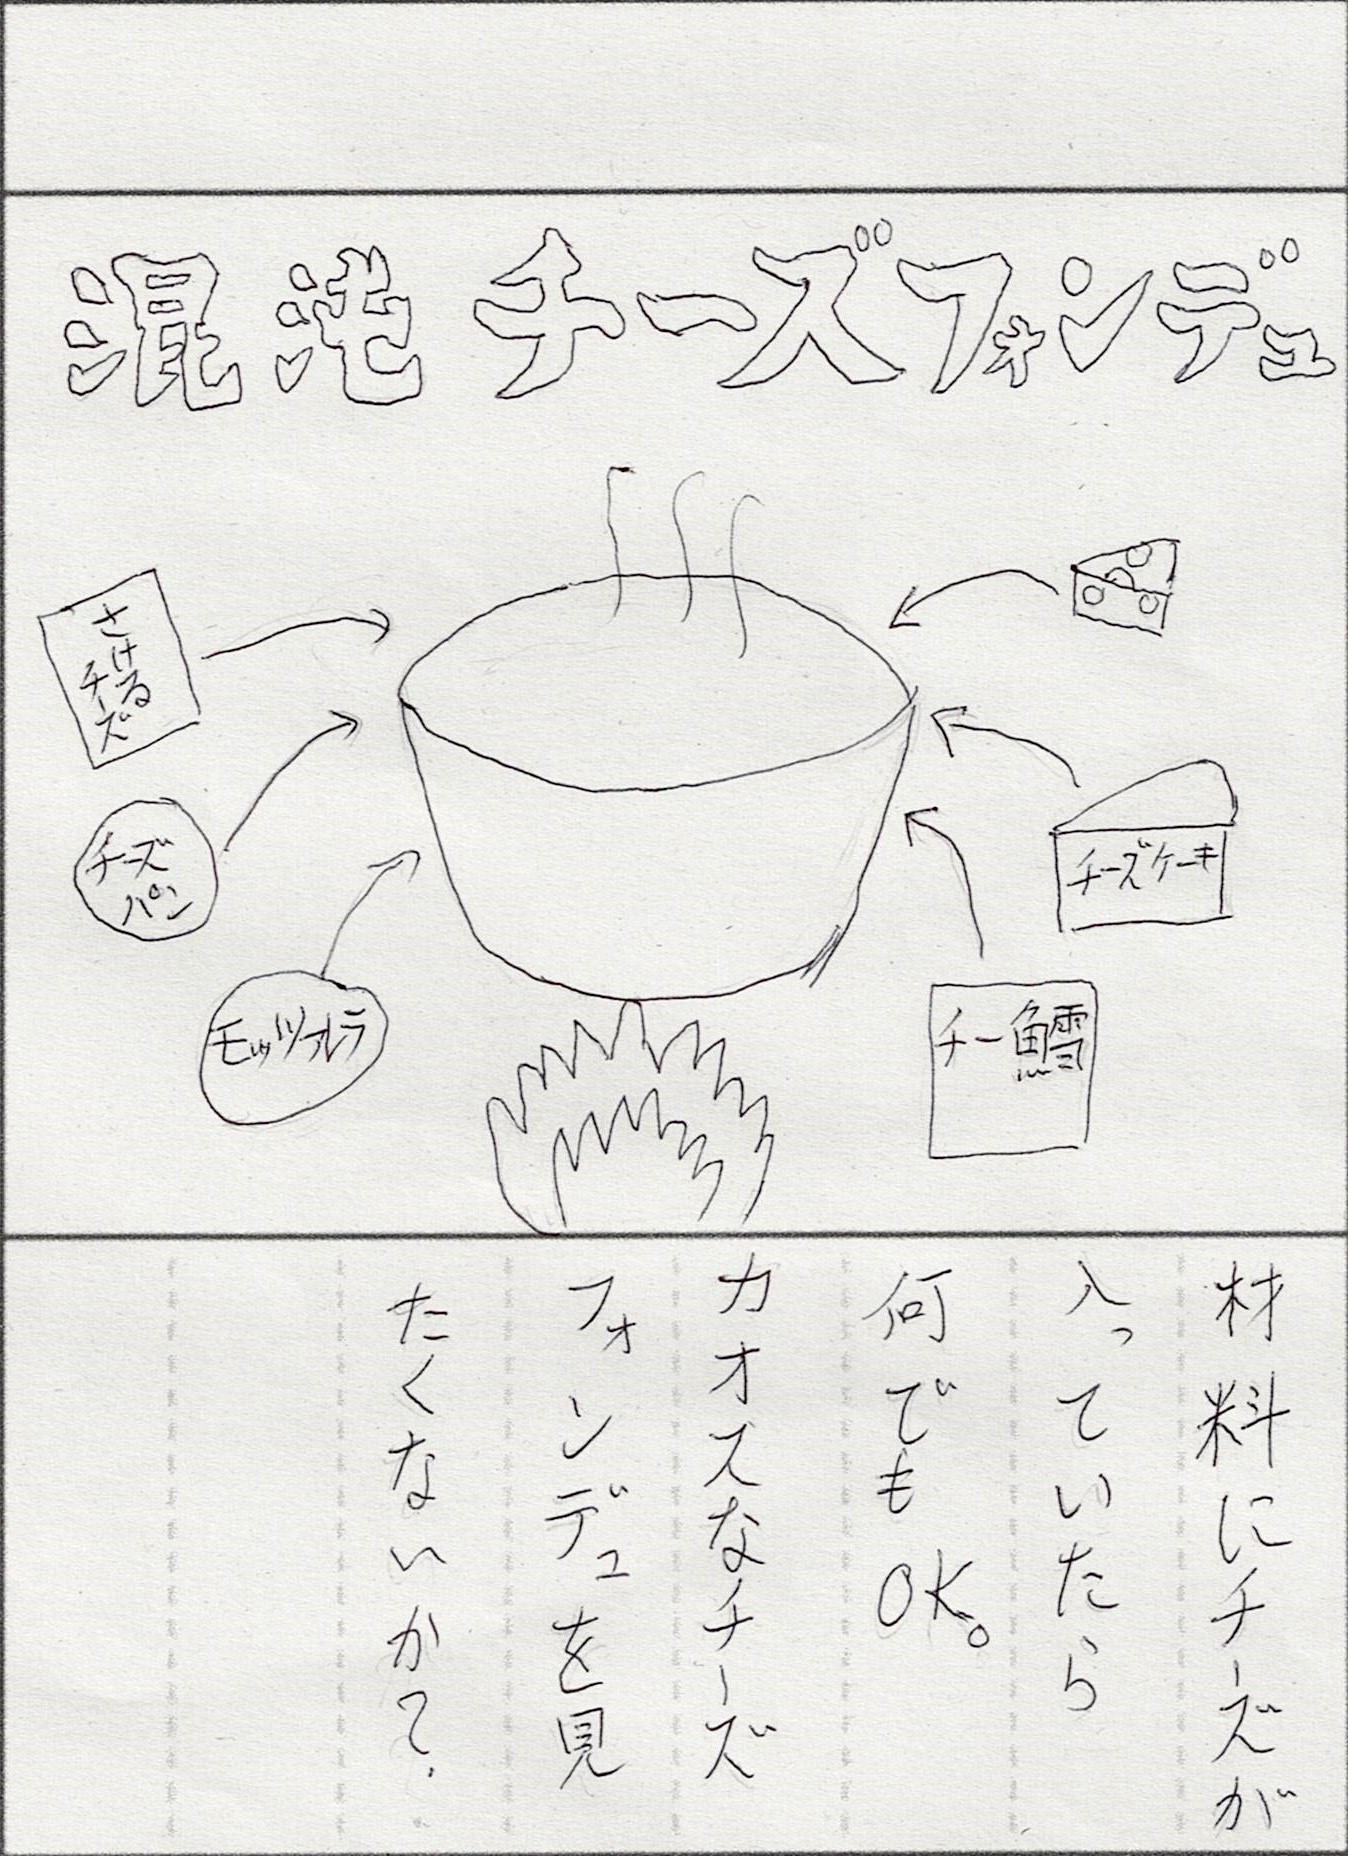 混沌チーズフォンデュ
さける
チーズ
チーズ
パン
モッツァレラ
チーズケーキ
チー鱈
材料にチーズが
入っていたら
何でもOK。
カオスなチーズ
フォンデュを見
たくないかて?